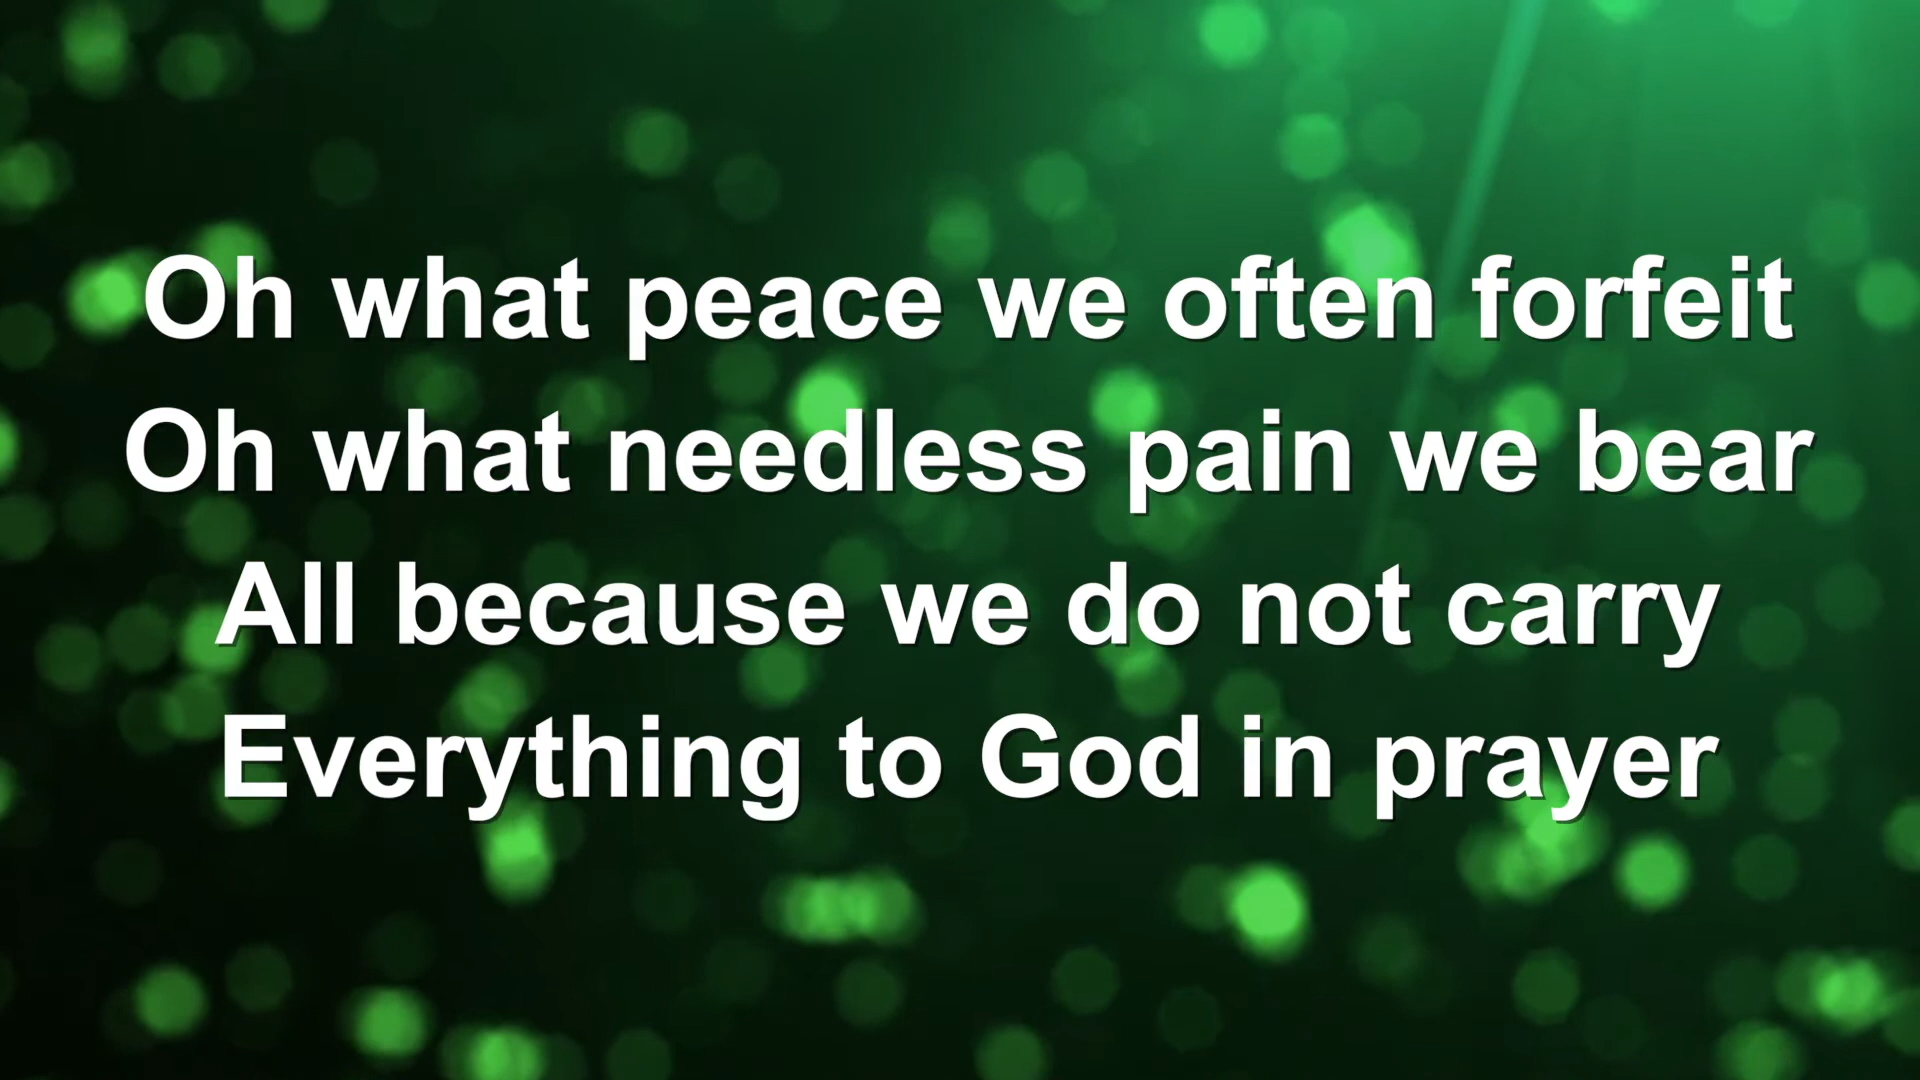 Oh what peace we often forfeit
Oh what needless pain we bear
All because we do not carry
Everything to God in prayer